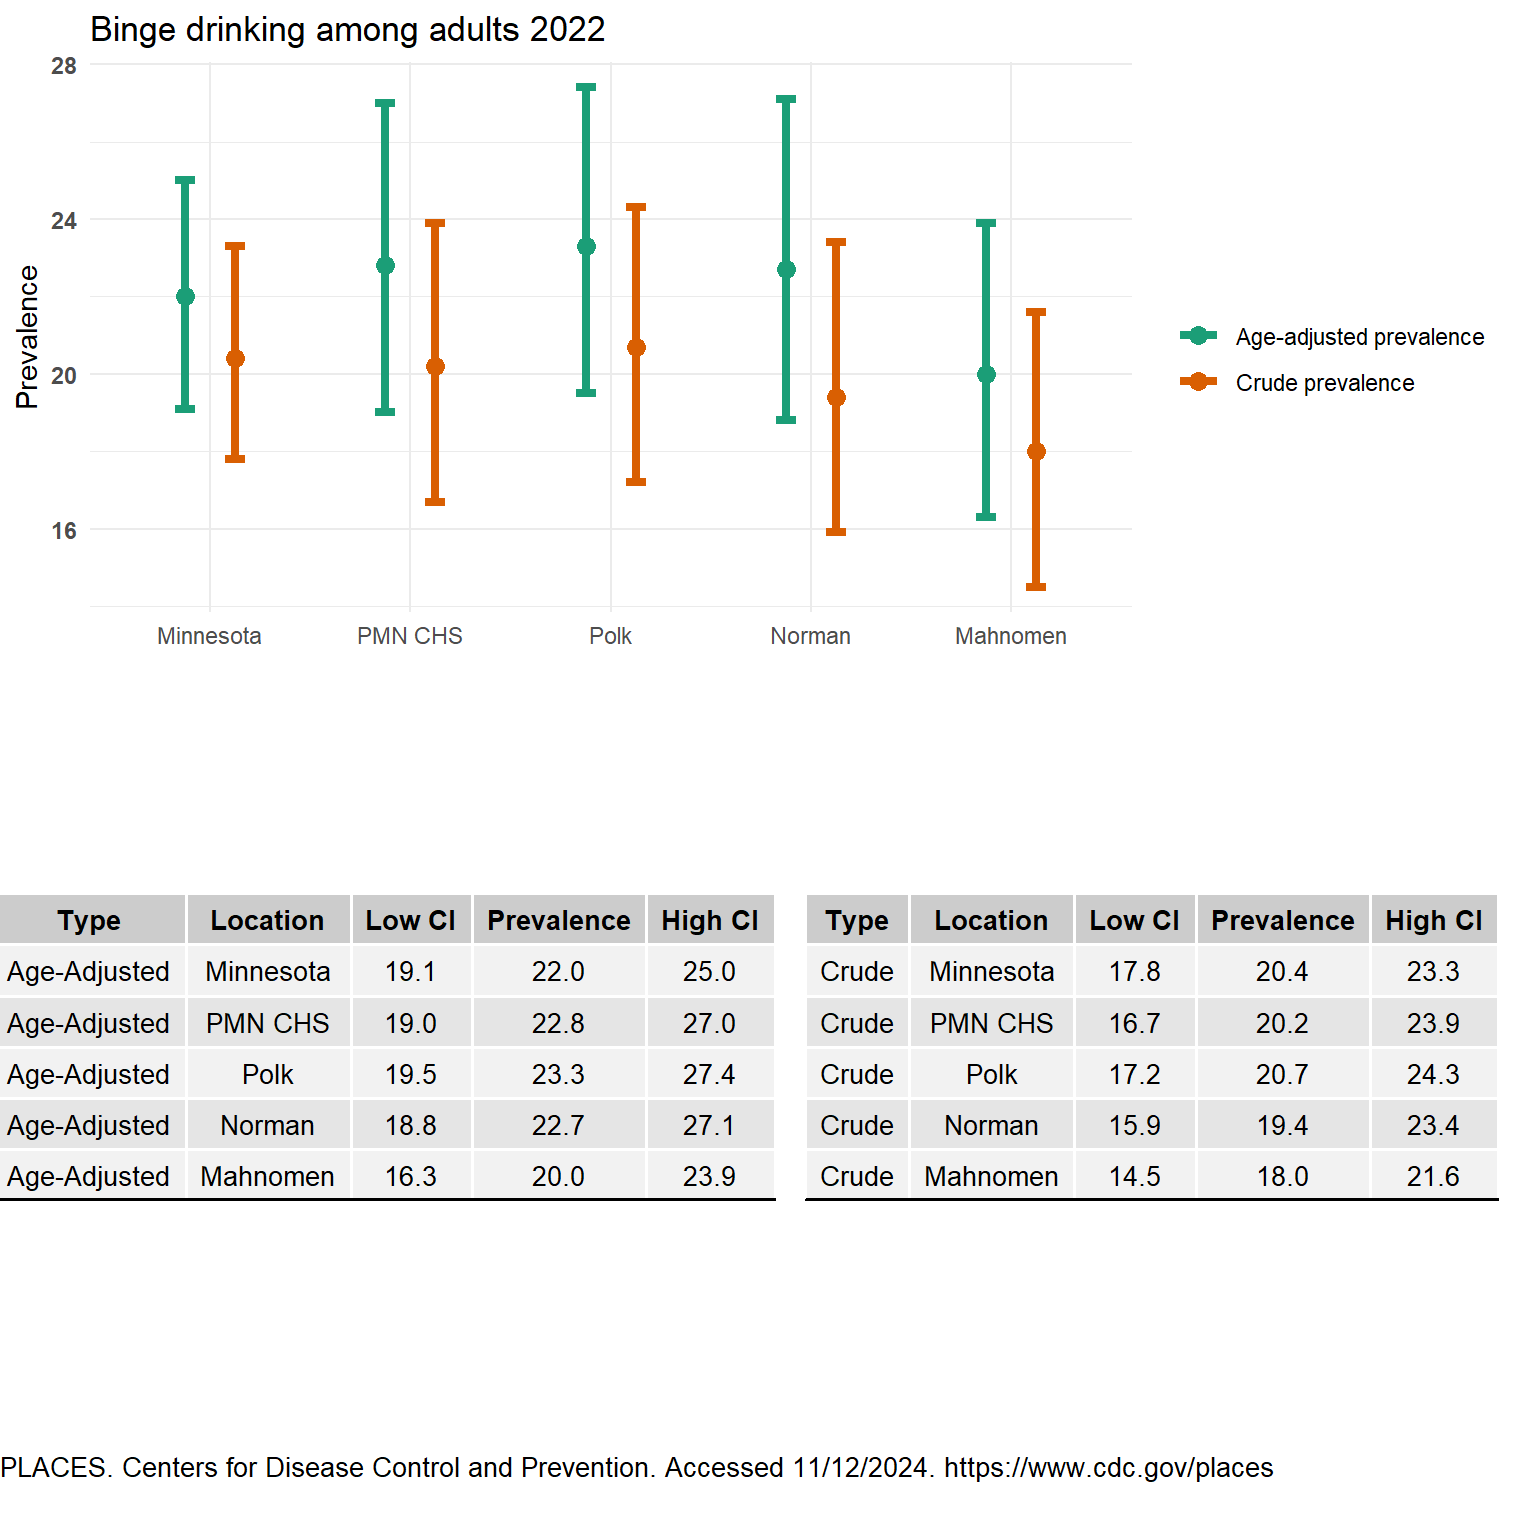 Binge drinking among adults 2022
28
24
20
16
Prevalence
Minnesota PMN CHS Polk Norman Mahnomen
Age-adjusted prevalence
Crude prevalence
Type Location Low CI Prevalence High CI
Age-Adjusted Minnesota 19.1 22.0 25.0
Age-Adjusted PMN CHS 19.0 22.8 27.0
Age-Adjusted Polk 19.5 23.3 27.4
Age-Adjusted Norman 18.8 22.7 27.1
Age-Adjusted Mahnomen 16.3 20.0 23.9
Type Location Low CI Prevalence High CI
Crude Minnesota 17.8 20.4 23.3
Crude PMN CHS 16.7 20.2 23.9
Crude Polk 17.2 20.7 24.3
Crude Norman 15.9 19.4 23.4
Crude Mahnomen 14.5 18.0 21.6
PLACES. Centers for Disease Control and Prevention. Accessed 11/12/2024. https://www.cdc.gov/places